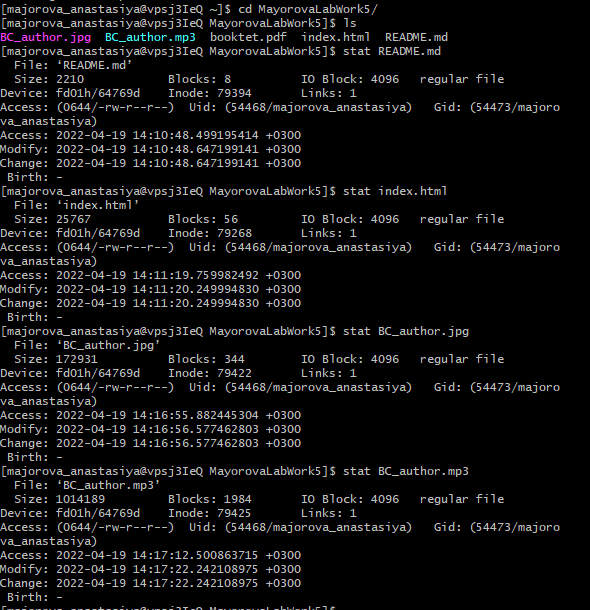 [majorova_anastasiya@vpsj3IeQ ~]$ cd MayorovaLabWork5/
[majorova_anastasiya@vpsj3IeQ MayorovaLabWork5]$ ls
BC_author.jpg  BC_author.mp3  booktet.pdf  index.html  README.md
[majorova_anastasiya@vpsj3IeQ MayorovaLabWork5]$ stat README.md
  File: ‘README.md’
  Size: 2210            Blocks: 8          IO Block: 4096   regular file
Device: fd01h/64769d    Inode: 79394       Links: 1
Access: (0644/-rw-r--r--)  Uid: (54468/majorova_anastasiya)   Gid: (54473/majoro
va_anastasiya)
Access: 2022-04-19 14:10:48.499195414 +0300
Modify: 2022-04-19 14:10:48.647199141 +0300
Change: 2022-04-19 14:10:48.647199141 +0300
 Birth: -
[majorova_anastasiya@vpsj3IeQ MayorovaLabWork5]$ stat index.html
  File: ‘index.html’
  Size: 25767           Blocks: 56         IO Block: 4096   regular file
Device: fd01h/64769d    Inode: 79268       Links: 1
Access: (0644/-rw-r--r--)  Uid: (54468/majorova_anastasiya)   Gid: (54473/majoro
va_anastasiya)
Access: 2022-04-19 14:11:19.759982492 +0300
Modify: 2022-04-19 14:11:20.249994830 +0300
Change: 2022-04-19 14:11:20.249994830 +0300
 Birth: -
[majorova_anastasiya@vpsj3IeQ MayorovaLabWork5]$ stat BC_author.jpg
  File: ‘BC_author.jpg’
  Size: 172931          Blocks: 344        IO Block: 4096   regular file
Device: fd01h/64769d    Inode: 79422       Links: 1
Access: (0644/-rw-r--r--)  Uid: (54468/majorova_anastasiya)   Gid: (54473/majoro
va_anastasiya)
Access: 2022-04-19 14:16:55.882445304 +0300
Modify: 2022-04-19 14:16:56.577462803 +0300
Change: 2022-04-19 14:16:56.577462803 +0300
 Birth: -
[majorova_anastasiya@vpsj3IeQ MayorovaLabWork5]$ stat BC_author.mp3
  File: ‘BC_author.mp3’
  Size: 1014189         Blocks: 1984       IO Block: 4096   regular file
Device: fd01h/64769d    Inode: 79425       Links: 1
Access: (0644/-rw-r--r--)  Uid: (54468/majorova_anastasiya)   Gid: (54473/majoro
va_anastasiya)
Access: 2022-04-19 14:17:12.500863715 +0300
Modify: 2022-04-19 14:17:22.242108975 +0300
Change: 2022-04-19 14:17:22.242108975 +0300
 Birth: -